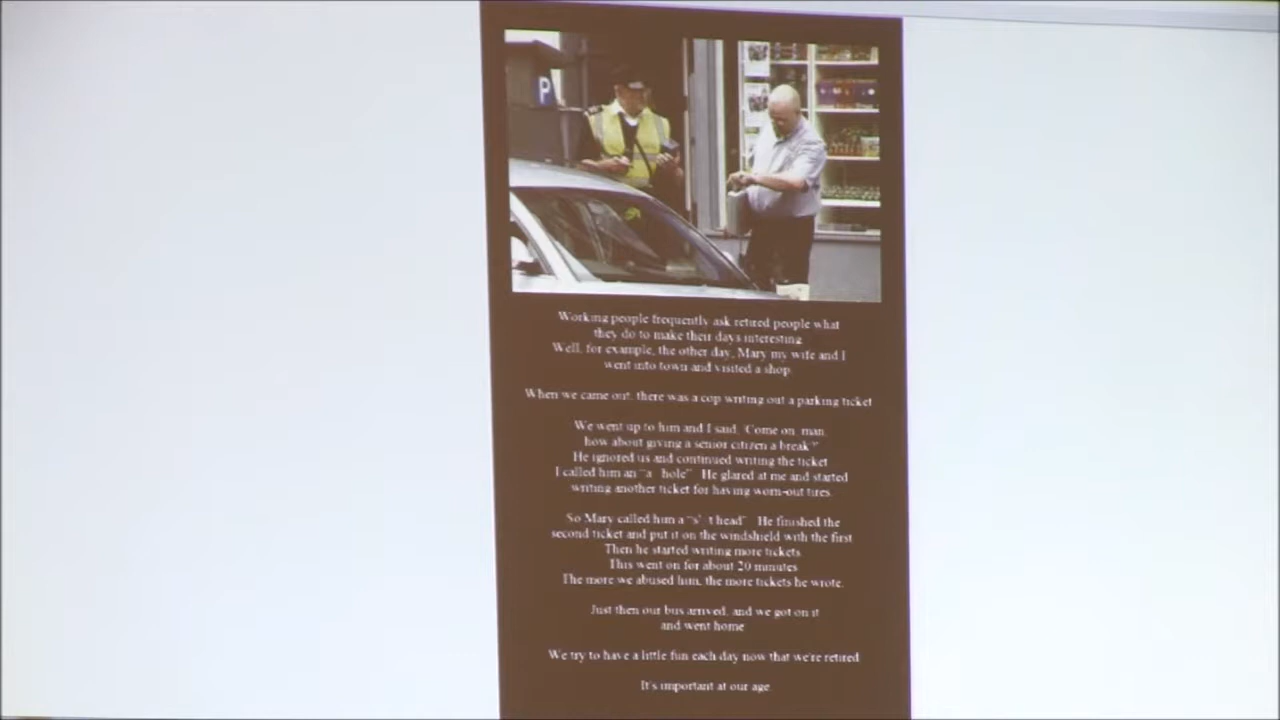 P
Working people frequently ask retired people what
they do to make their days interesting.
Well, for example, the other day, Mary my wife and I
went into town and visited a shop.
When we came out, there was a cop writing out a parking ticket
We went up to him and I said, 'Come on, man,
how about giving a senior citizen a break?'
He ignored us and continued writing the ticket
I called him an "a hole" He glared at me and started
writing another ticket for having worn-out tires.
So Mary called him a "s' t head" He finished the
second ticket and put it on the windshield with the first
Then he started writing more tickets
This went on for about 20 minutes
The more we abused him, the more tickets he wrote.
Just then our bus arrived, and we got on it
and went home
We try to have a little fun each day now that we're retired
It's important at our age